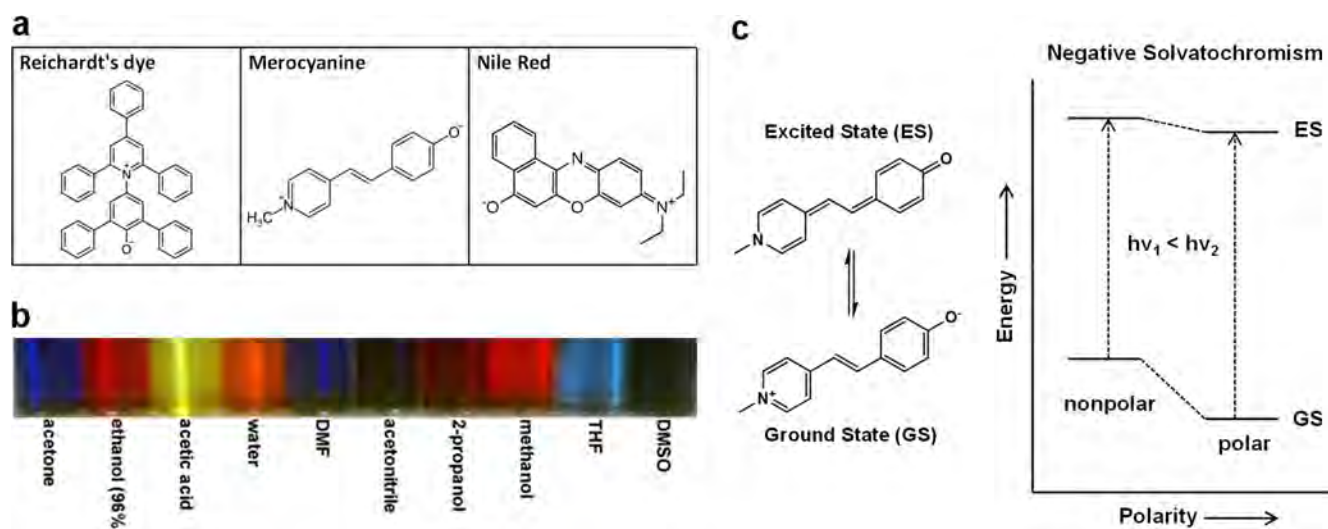 a
Reichardt's dye
Merocyanine
Nile Red
N+
O-
O-
N+
H₃C
N
-O
O
N+
b
acetone
ethanol (96%
acetic acid
water
DMF
acetonitrile
2-propanol
methanol
THF
DMSO
c
Negative Solvatochromism
Excited State (ES)
O
N
O-
N+
Ground State (GS)
Energy
ES
hν₁ < hν₂
nonpolar
GS
polar
Polarity